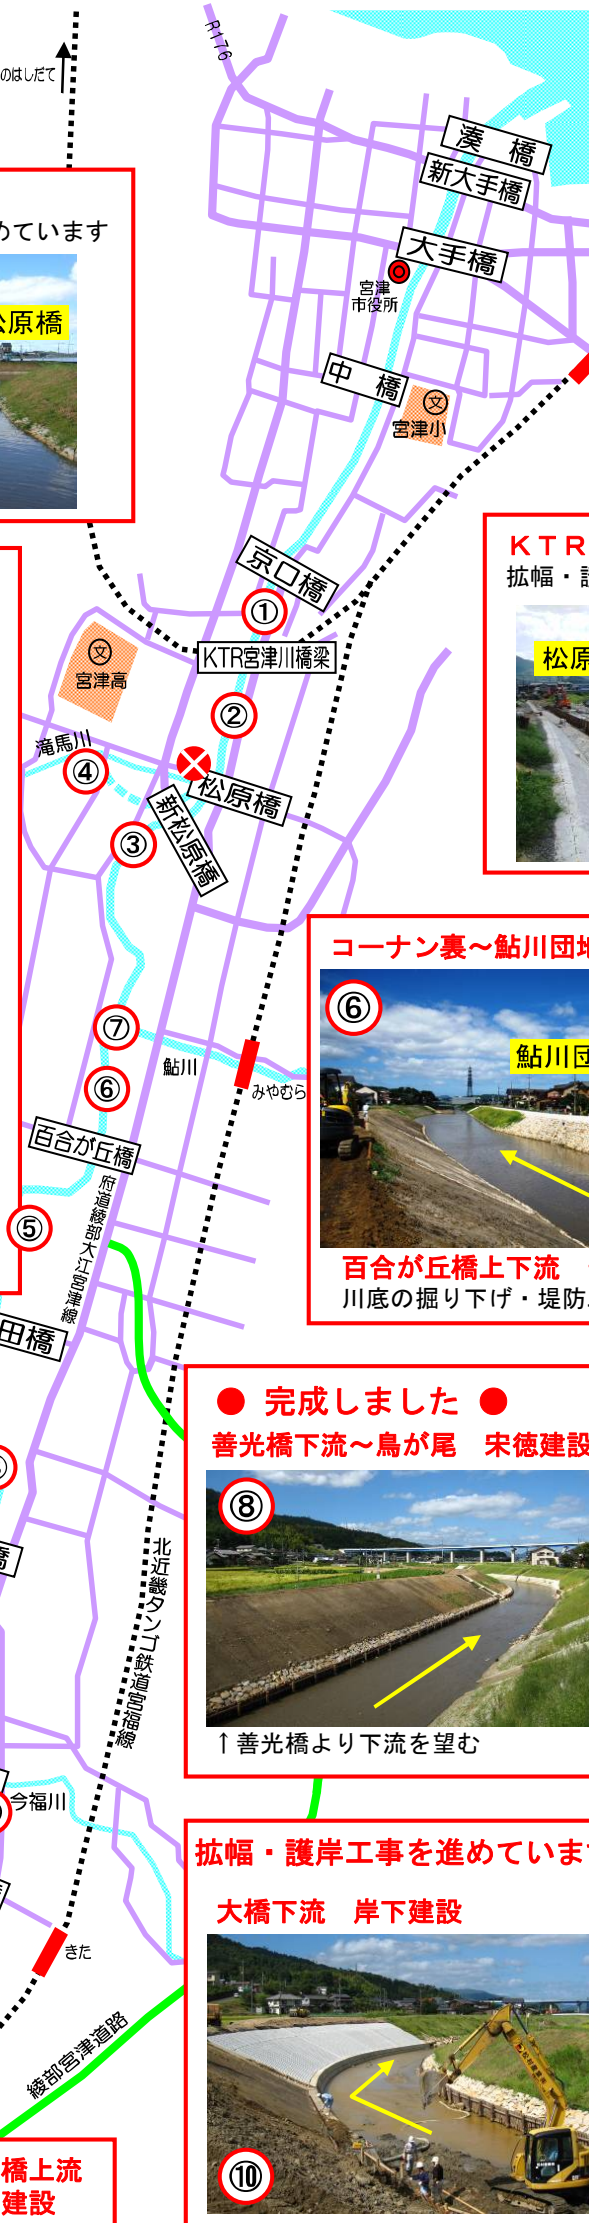 R176
のはしだて
湊 橋
新大手橋
大手橋
宮津
市役所
中 橋
文
宮津小
めています
松原橋
京口橋
①
KTR宮津川橋梁
文
宮津高
②
滝馬川
④
松原橋
新松原橋
③
KTR
拡幅・護
松原
⑦
鮎川
みやむら
⑥
百合が丘橋
府道綾部大江宮津線
⑤
田橋
コーナン裏～鮎川団地
⑥
鮎川団
百合が丘橋上下流
川底の掘り下げ・堤防
● 完成しました ●
善光橋下流～鳥が尾 宋徳建設
⑧
↑善光橋より下流を望む
橋
北近畿タンゴ鉄道宮福線
今福川
きた
綾部宮津道路
拡幅・護岸工事を進めています
大橋下流 岸下建設
⑩
橋上流
建設